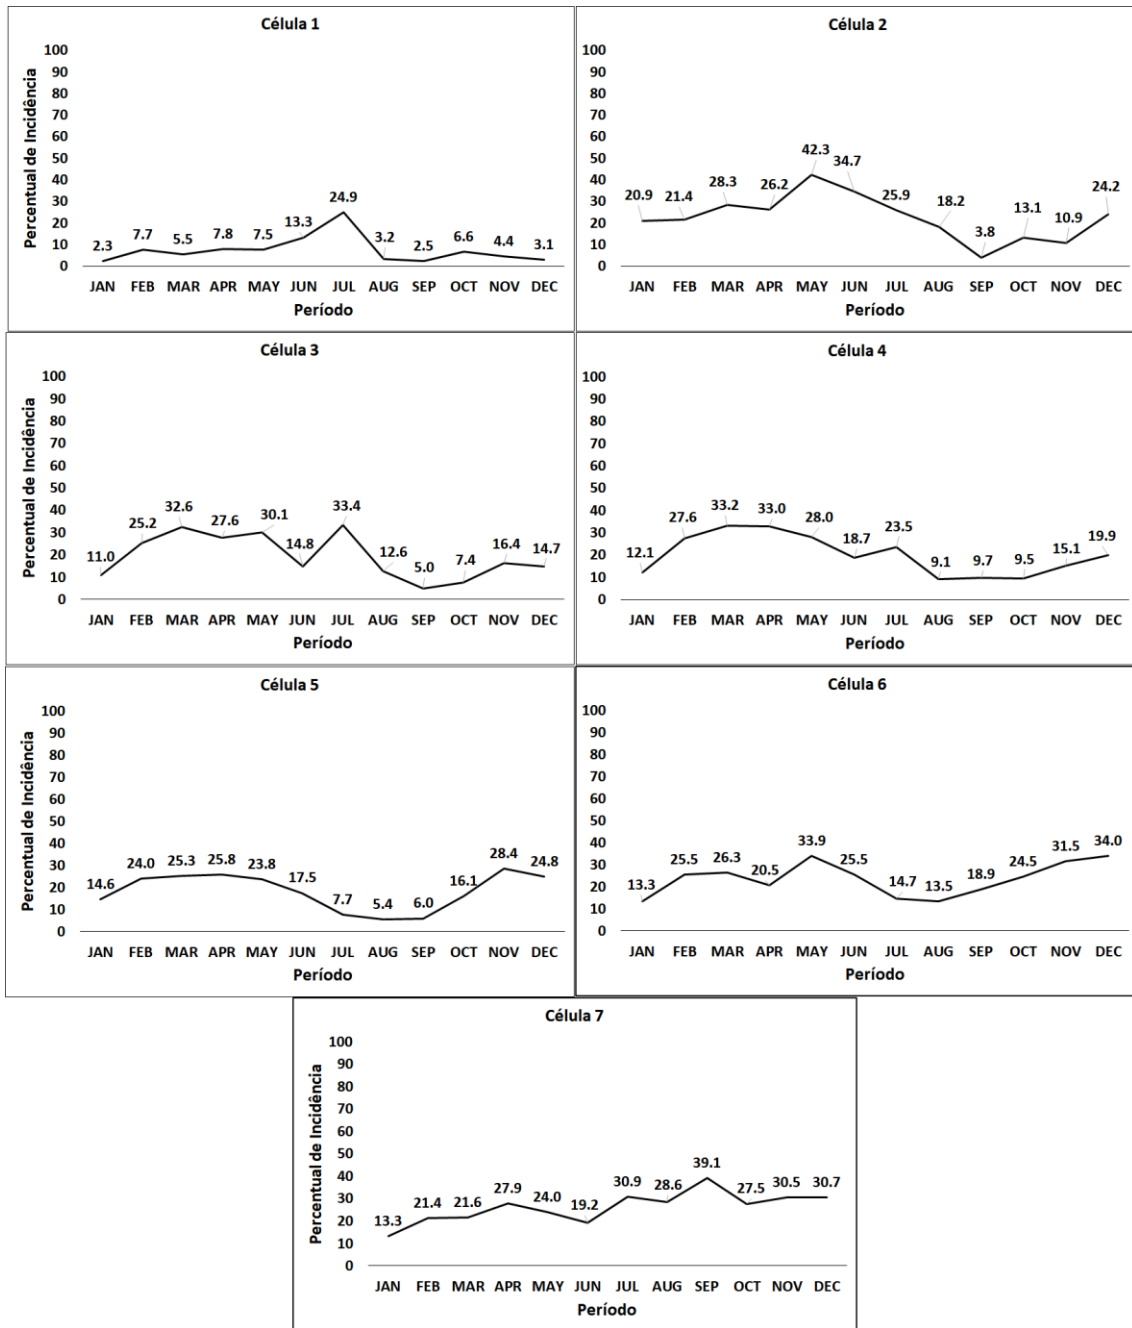 Célula 1
Percentual de Incidência
100
90
80
70
60
50
40
30
20
10
0
2.3 7.7 5.5 7.8 7.5 13.3 24.9 3.2 2.5 6.6 4.4 3.1
JAN FEB MAR APR MAY JUN JUL AUG SEP OCT NOV DEC
Período
Célula 2
100
90
80
70
60
50
40
30
20
10
0
20.9 21.4 28.3 26.2 42.3 34.7 25.9 18.2 3.8 13.1 10.9 24.2
JAN FEB MAR APR MAY JUN JUL AUG SEP OCT NOV DEC
Período
Célula 3
Percentual de Incidência
100
90
80
70
60
50
40
30
20
10
0
11.0 25.2 32.6 27.6 30.1 14.8 33.4 12.6 5.0 7.4 16.4 14.7
JAN FEB MAR APR MAY JUN JUL AUG SEP OCT NOV DEC
Período
Célula 4
100
90
80
70
60
50
40
30
20
10
0
12.1 27.6 33.2 33.0 28.0 18.7 23.5 9.1 9.7 9.5 15.1 19.9
JAN FEB MAR APR MAY JUN JUL AUG SEP OCT NOV DEC
Período
Célula 5
Percentual de Incidência
100
90
80
70
60
50
40
30
20
10
0
14.6 24.0 25.3 25.8 23.8 17.5 7.7 5.4 6.0 16.1 28.4 24.8
JAN FEB MAR APR MAY JUN JUL AUG SEP OCT NOV DEC
Período
Célula 6
100
90
80
70
60
50
40
30
20
10
0
13.3 25.5 26.3 20.5 33.9 25.5 14.7 13.5 18.9 24.5 31.5 34.0
JAN FEB MAR APR MAY JUN JUL AUG SEP OCT NOV DEC
Período
Célula 7
Percentual de Incidência
100
90
80
70
60
50
40
30
20
10
0
13.3 21.4 21.6 27.9 24.0 19.2 30.9 28.6 39.1 27.5 30.5 30.7
JAN FEB MAR APR MAY JUN JUL AUG SEP OCT NOV DEC
Período